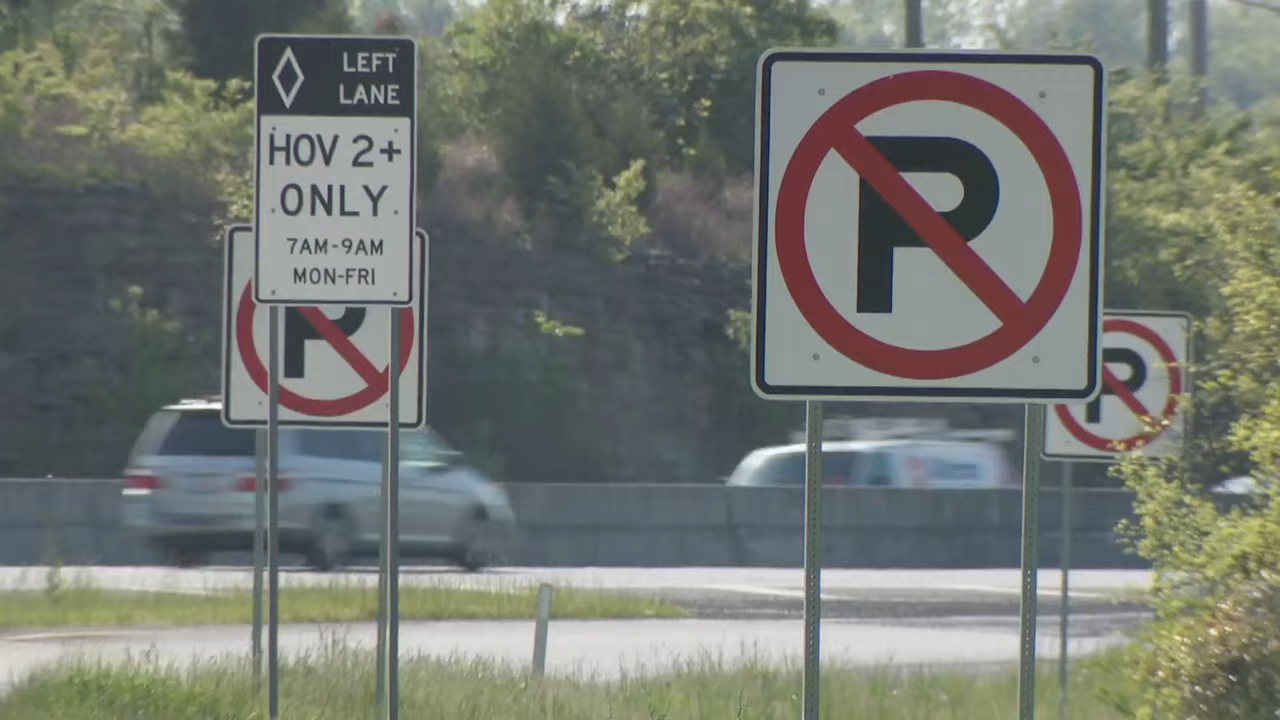 LEFT
LANE
HOV 2+
ONLY
7AM-9AM
MON-FRI
P
P
P